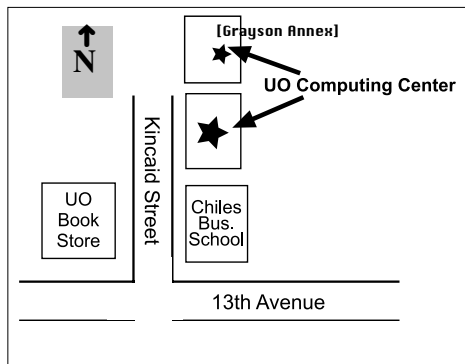 [Grayson Annex]
N
UO Computing Center
Kincaid Street
UO
Book
Store
Chiles
Bus.
School
13th Avenue